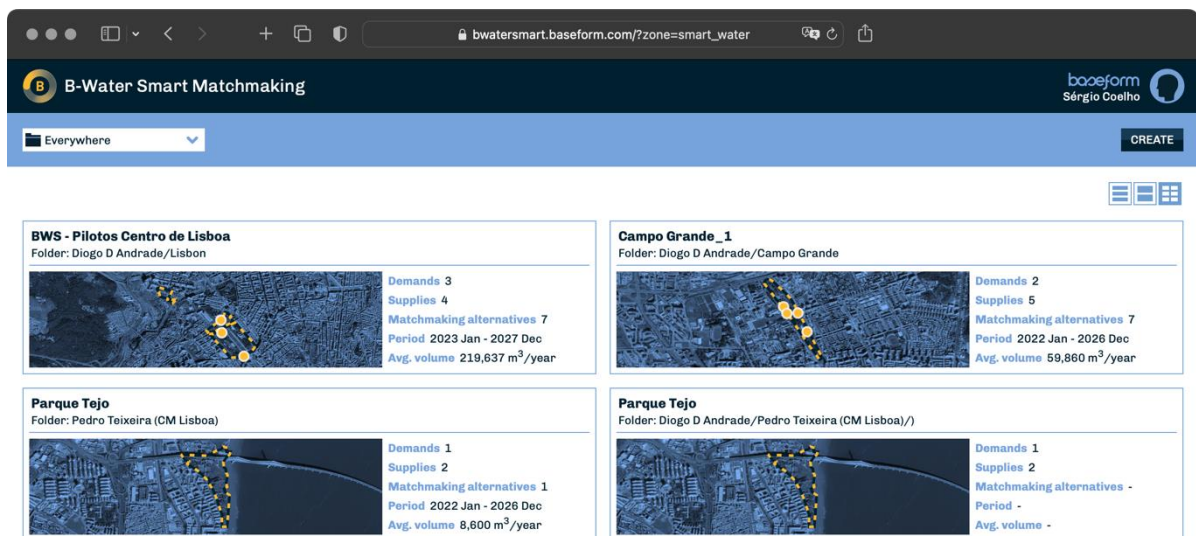 bwatersmart.baseform.com/?zone=smart_water
B
B-Water Smart Matchmaking
baseform
Sérgio Coelho
Everywhere
CREATE
BWS - Pilotos Centro de Lisboa
Folder: Diogo D Andrade/Lisbon
Demands 3
Supplies 4
Matchmaking alternatives 7
Period 2023 Jan - 2027 Dec
Avg. volume 219,637 m³/year
Campo Grande_1
Folder: Diogo D Andrade/Campo Grande
Demands 2
Supplies 5
Matchmaking alternatives 7
Period 2022 Jan - 2026 Dec
Avg. volume 59,860 m³/year
Parque Tejo
Folder: Pedro Teixeira (CM Lisboa)
Demands 1
Supplies 2
Matchmaking alternatives 1
Period 2022 Jan - 2026 Dec
Avg. volume 8,600 m³/year
Parque Tejo
Folder: Diogo D Andrade/Pedro Teixeira (CM Lisboa)/)
Demands 1
Supplies 2
Matchmaking alternatives -
Period -
Avg. volume -